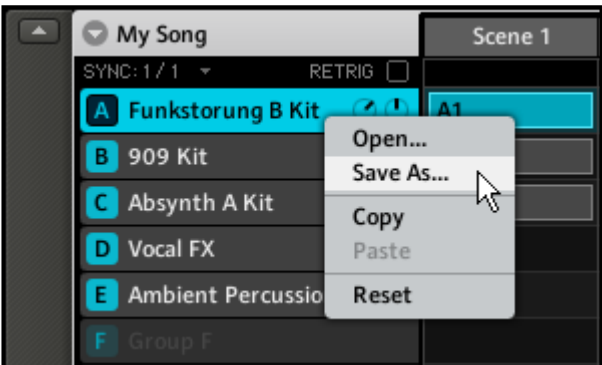 My Song
Scene 1
SYNC: 1 / 1
RETRIG
A Funkstorung B Kit
A1
B 909 Kit
C Absynth A Kit
D Vocal FX
E Ambient Percussio
F Group F
Open...
Save As...
Copy
Paste
Reset